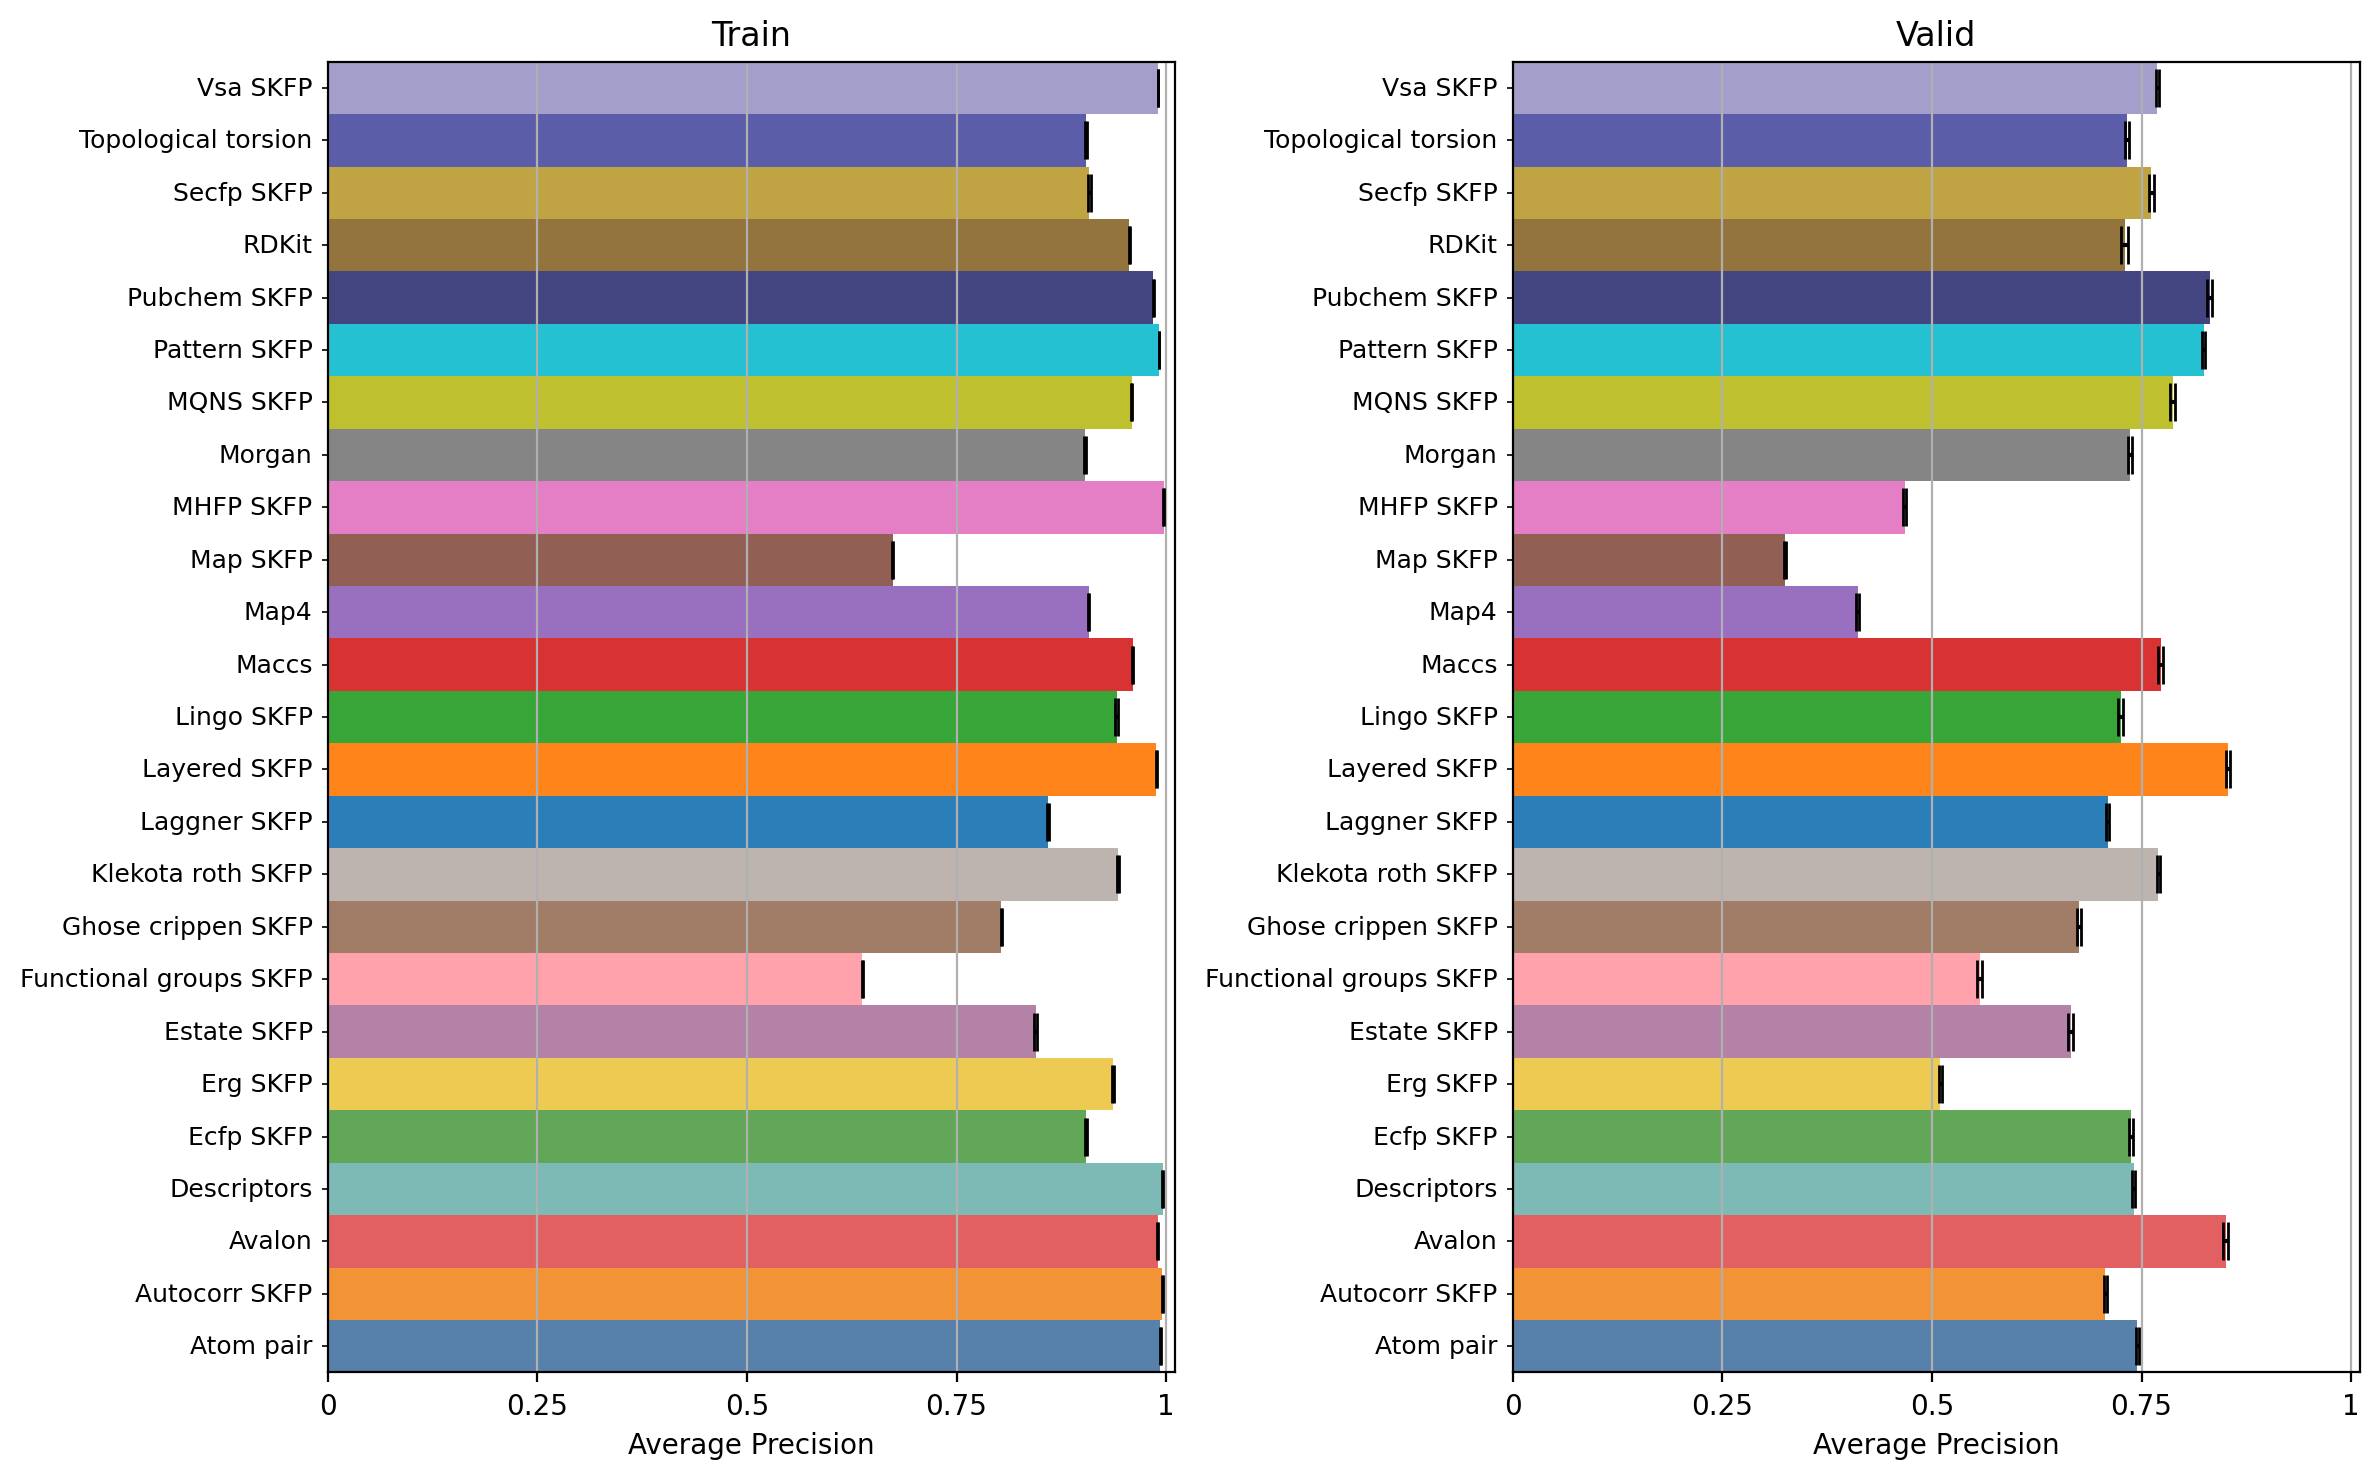 Train
Vsa SKFP
Topological torsion
Secfp SKFP
RDKit
Pubchem SKFP
Pattern SKFP
MQNS SKFP
Morgan
MHFP SKFP
Map SKFP
Map4
Maccs
Lingo SKFP
Layered SKFP
Laggner SKFP
Klekota roth SKFP
Ghose crippen SKFP
Functional groups SKFP
Estate SKFP
Erg SKFP
Ecfp SKFP
Descriptors
Avalon
Autocorr SKFP
Atom pair
0 0.25 0.5 0.75 1
Average Precision
Valid
Vsa SKFP
Topological torsion
Secfp SKFP
RDKit
Pubchem SKFP
Pattern SKFP
MQNS SKFP
Morgan
MHFP SKFP
Map SKFP
Map4
Maccs
Lingo SKFP
Layered SKFP
Laggner SKFP
Klekota roth SKFP
Ghose crippen SKFP
Functional groups SKFP
Estate SKFP
Erg SKFP
Ecfp SKFP
Descriptors
Avalon
Autocorr SKFP
Atom pair
0 0.25 0.5 0.75 1
Average Precision